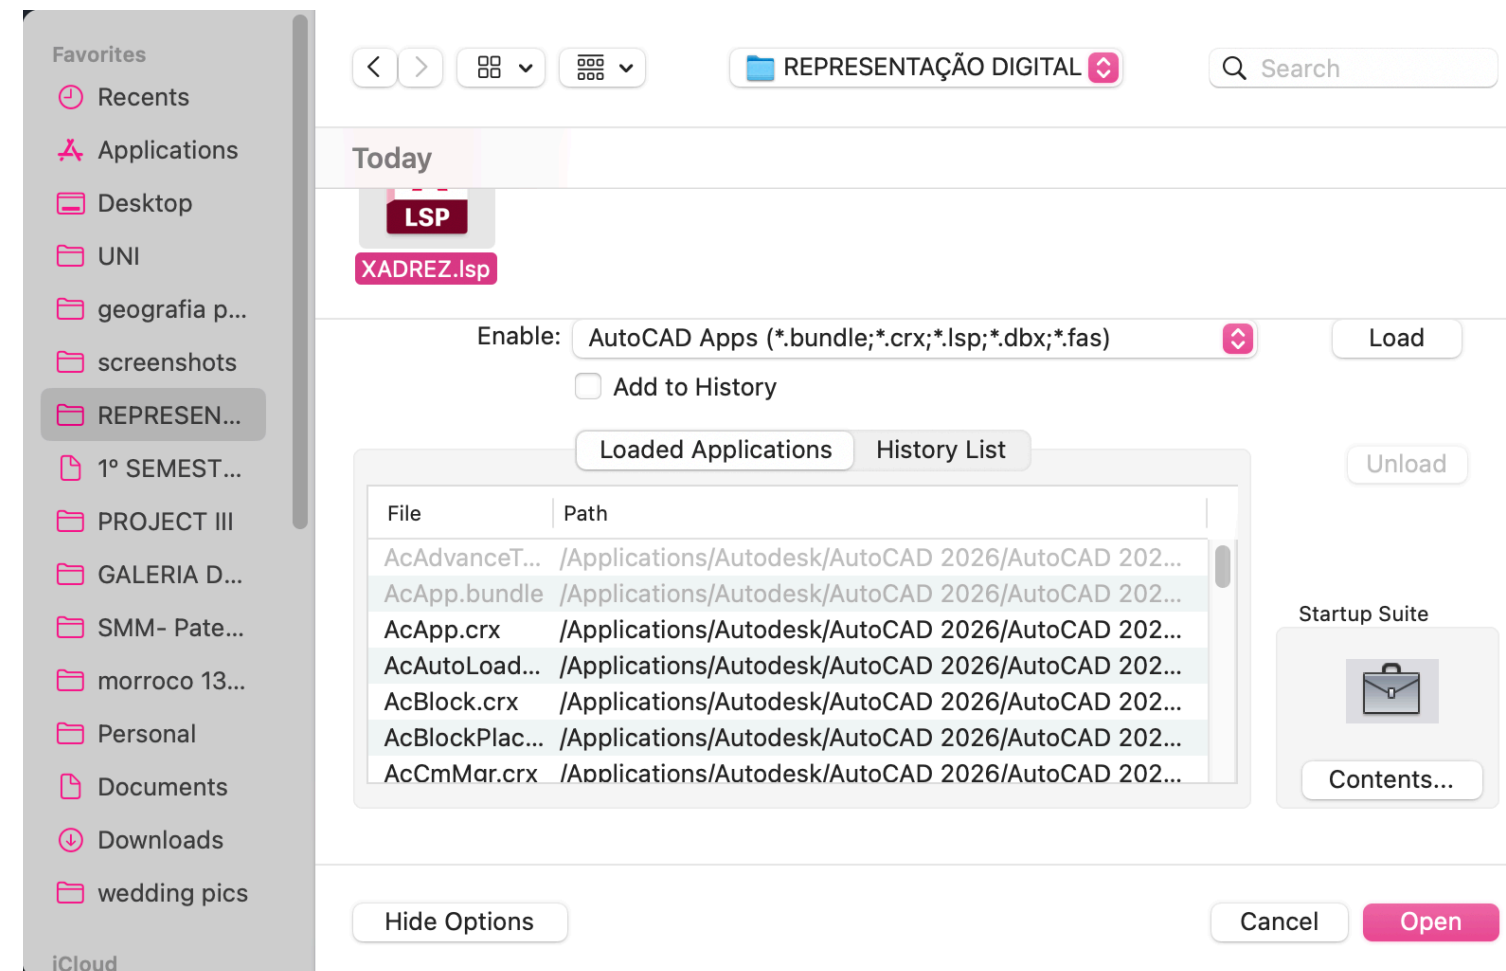 Favorites
Recents
Applications
Desktop
UNI
geografia p...
screenshots
REPRESEN...
1º SEMEST...
PROJECT III
GALERIA D...
SMM- Pate...
morroco 13...
Personal
Documents
Downloads
wedding pics
iCloud
REPRESENTAÇÃO DIGITAL
Search
Today
LSP
XADREZ.lsp
Enable: AutoCAD Apps (*.bundle;*.crx;*.lsp;*.dbx;*.fas) Load
Add to History
Loaded Applications History List
Unload
File Path
AcAdvanceT... /Applications/Autodesk/AutoCAD 2026/AutoCAD 202...
AcApp.bundle /Applications/Autodesk/AutoCAD 2026/AutoCAD 202...
AcApp.crx /Applications/Autodesk/AutoCAD 2026/AutoCAD 202...
AcAutoLoad... /Applications/Autodesk/AutoCAD 2026/AutoCAD 202...
AcBlock.crx /Applications/Autodesk/AutoCAD 2026/AutoCAD 202...
AcBlockPlac... /Applications/Autodesk/AutoCAD 2026/AutoCAD 202...
AcCmMgr.crx /Applications/Autodesk/AutoCAD 2026/AutoCAD 202...
Startup Suite
Contents...
Hide Options
Cancel
Open